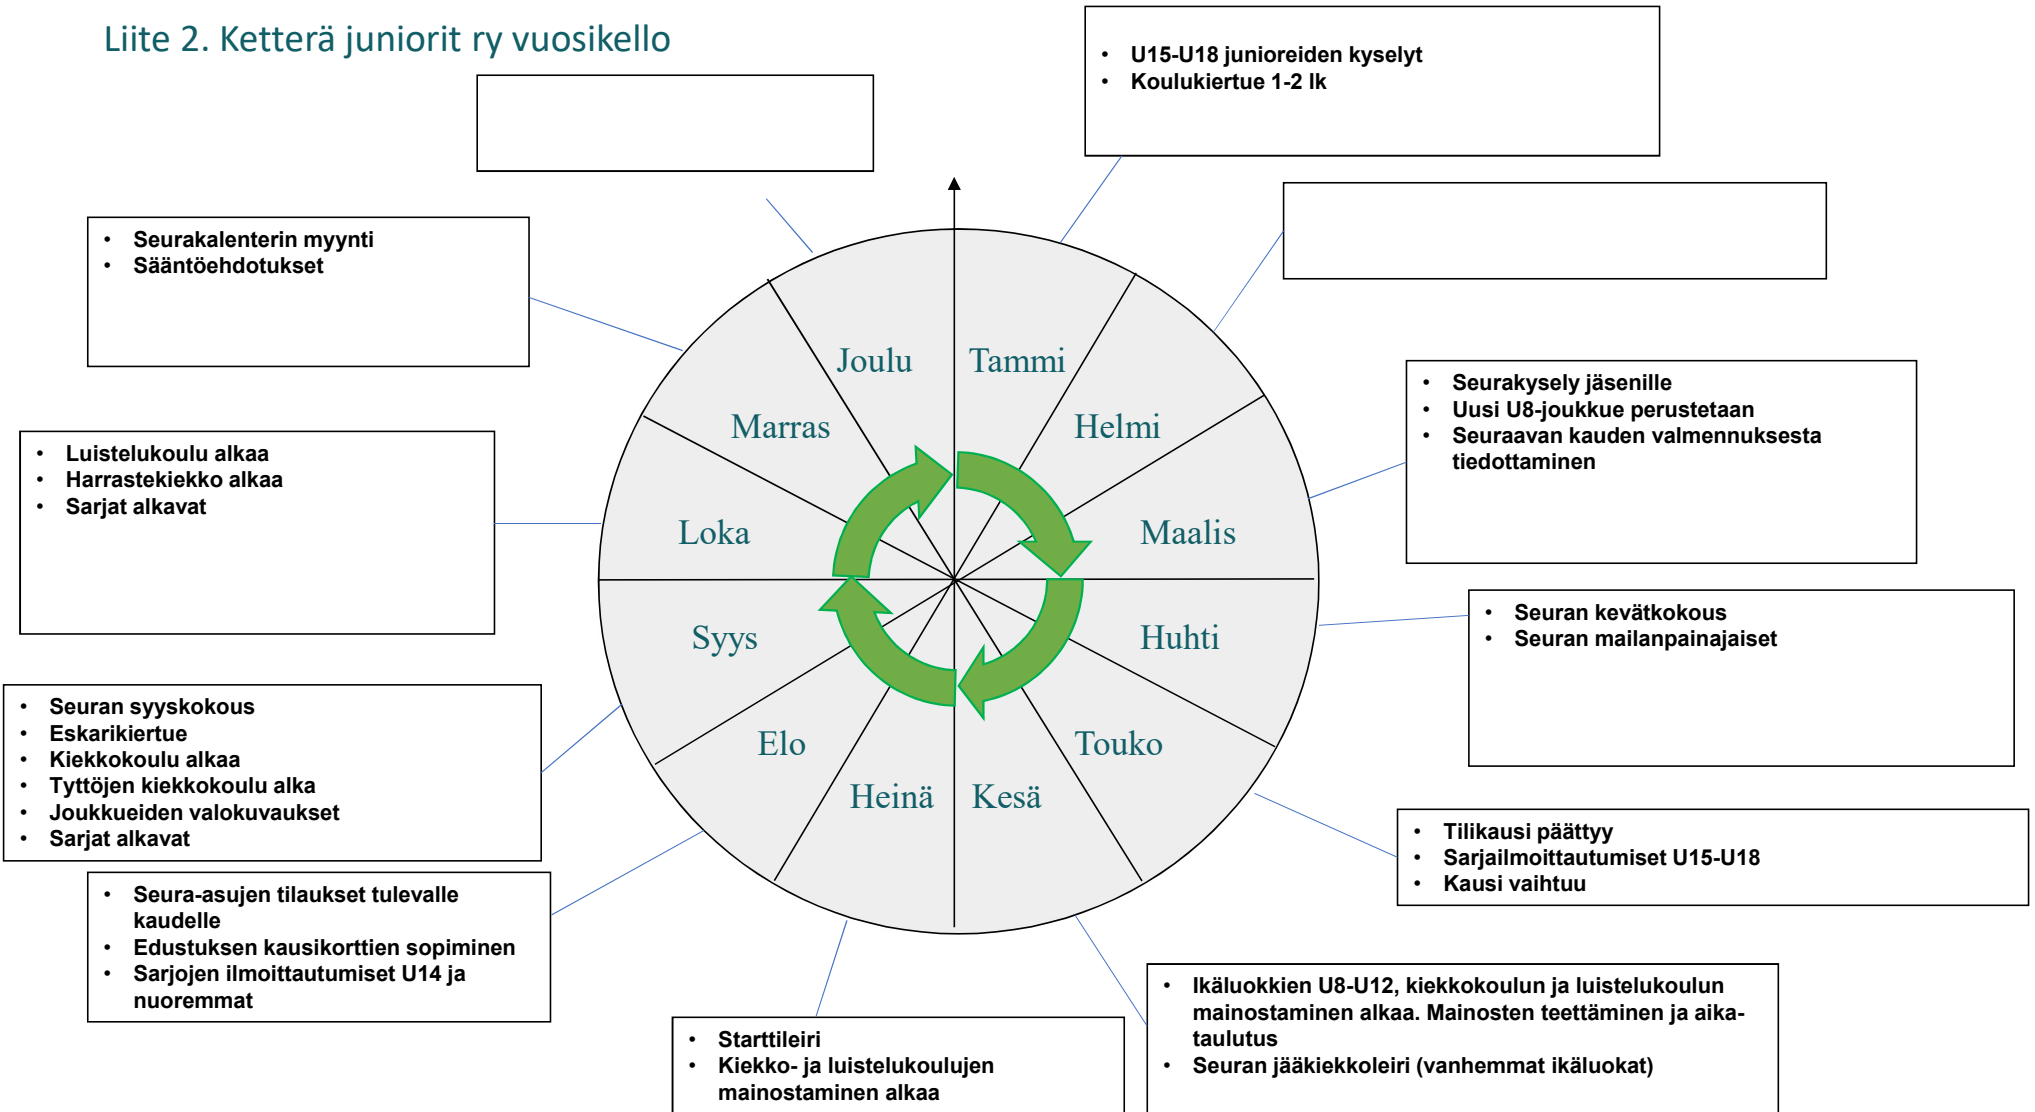 Liite 2. Ketterä juniorit ry vuosikello
• U15-U18 junioreiden kyselyt
• Koulukiertue 1-2 lk
• Seurakalenterin myynti
• Sääntöehdotukset
• Seurakysely jäsenille
• Uusi U8-joukkue perustetaan
• Seuraavan kauden valmennuksesta
tiedottaminen
• Luistelukoulu alkaa
• Harrastekiekko alkaa
• Sarjat alkavat
Joulu
Tammi
Marras
Helmi
Loka
Maalis
Syys
Huhti
Elo
Touko
Heinä
Kesä
• Seuran kevätkokous
• Seuran mailanpainajaiset
• Seuran syyskokous
• Eskarikiertue
• Kiekkokoulu alkaa
• Tyttöjen kiekkokoulu alka
• Joukkueiden valokuvaukset
• Sarjat alkavat
• Tilikausi päättyy
• Sarjailmoittautumiset U15-U18
• Kausi vaihtuu
• Seura-asujen tilaukset tulevalle
kaudelle
• Edustuksen kausikorttien sopiminen
• Sarjojen ilmoittautumiset U14 ja
nuoremmat
• Ikäluokkien U8-U12, kiekkokoulun ja luistelukoulun
mainostaminen alkaa. Mainosten teettäminen ja aika-
taulutus
• Seuran jääkiekkoleiri (vanhemmat ikäluokat)
• Starttileiri
• Kiekko- ja luistelukoulujen
mainostaminen alkaa